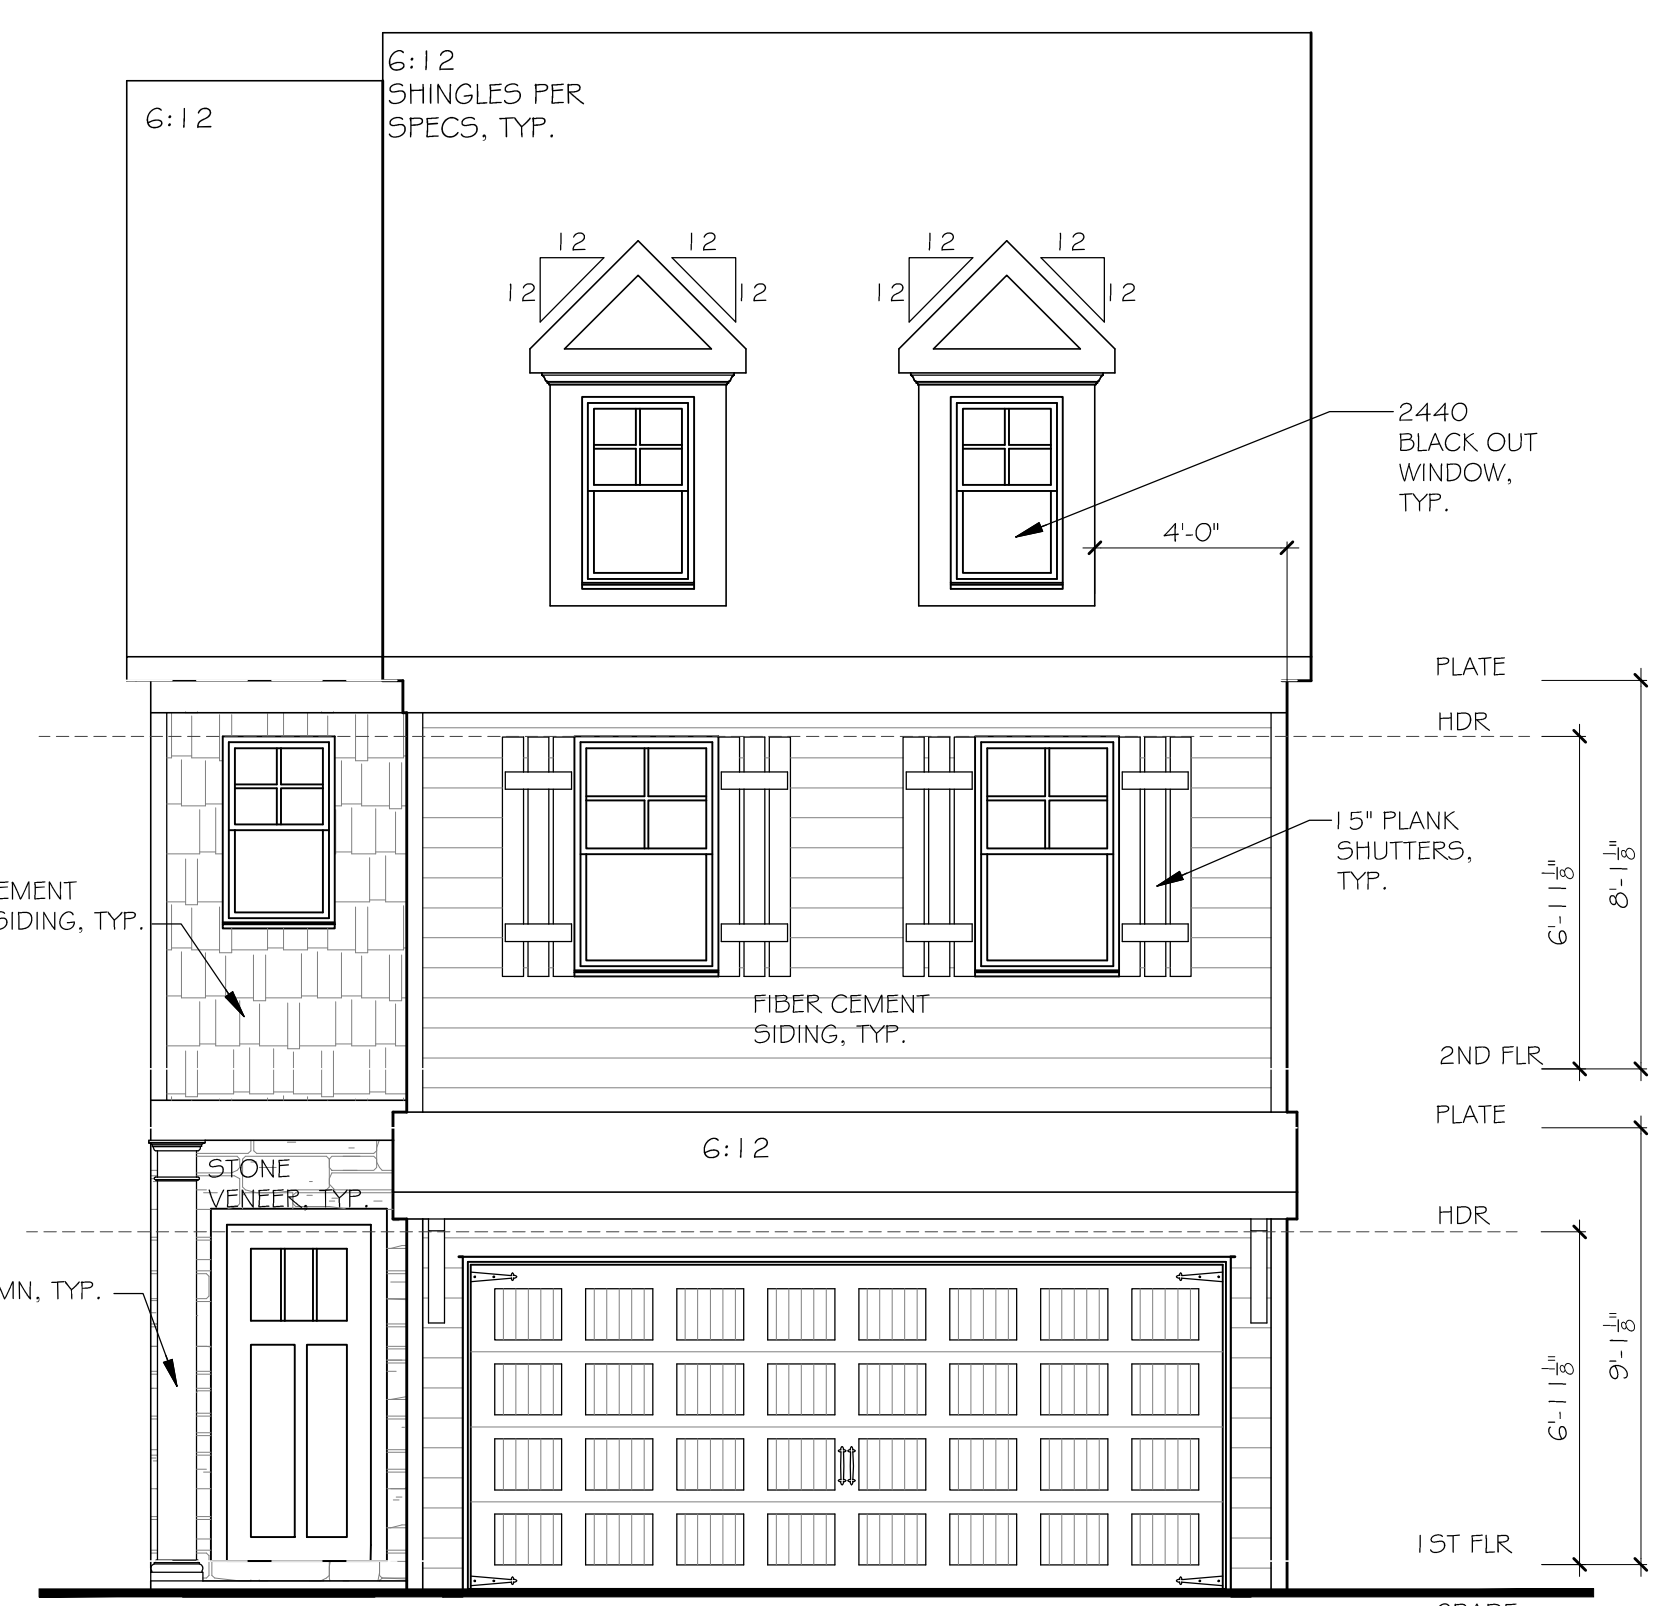 6:12
SHINGLES PER
SPECS, TYP.
6:12
12
12
12
12
12
12
12
12
2440
BLACK OUT
WINDOW,
TYP.
4'-0"
PLATE
HDR
15" PLANK
SHUTTERS,
TYP.
6'-11 1/8"
8'-1 1/8"
EMENT
SIDING, TYP.
FIBER CEMENT
SIDING, TYP.
2ND FLR
PLATE
6:12
STONE
VENEER, TYP.
HDR
MN, TYP.
6'-11 1/8"
9'-1 1/8"
1ST FLR